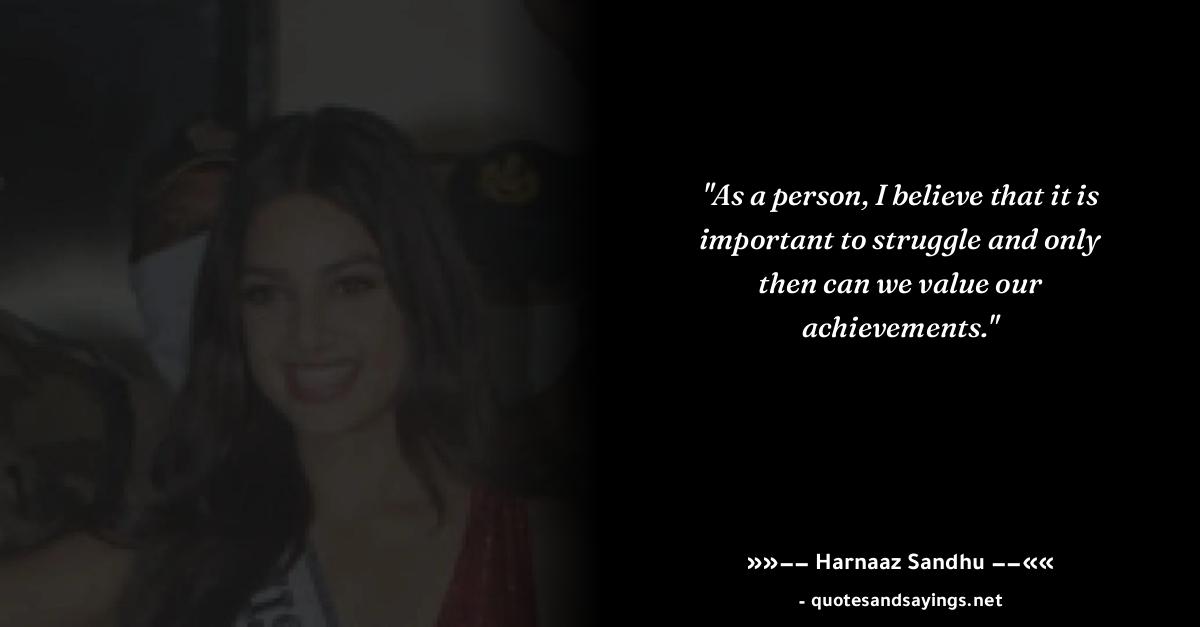 "As a person, I believe that it is
important to struggle and only
then can we value our
achievements."
»»−− Harnaaz Sandhu −−««
- quotesandsayings.net